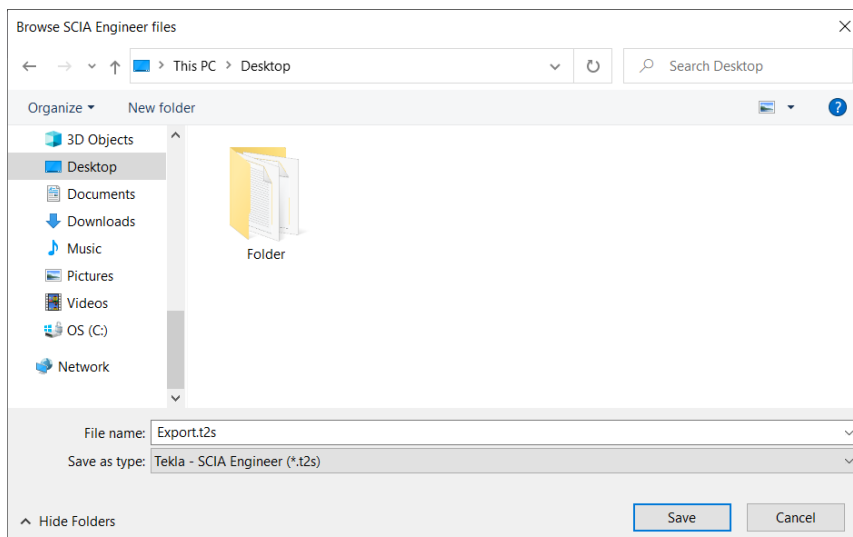 Browse SCIA Engineer files
This PC > Desktop
Search Desktop
Organize
New folder
?
3D Objects
Desktop
Documents
Downloads
Music
Pictures
Videos
OS (C:)
Network
Folder
File name: Export.t2s
Save as type: Tekla - SCIA Engineer (*.t2s)
Hide Folders
Save
Cancel